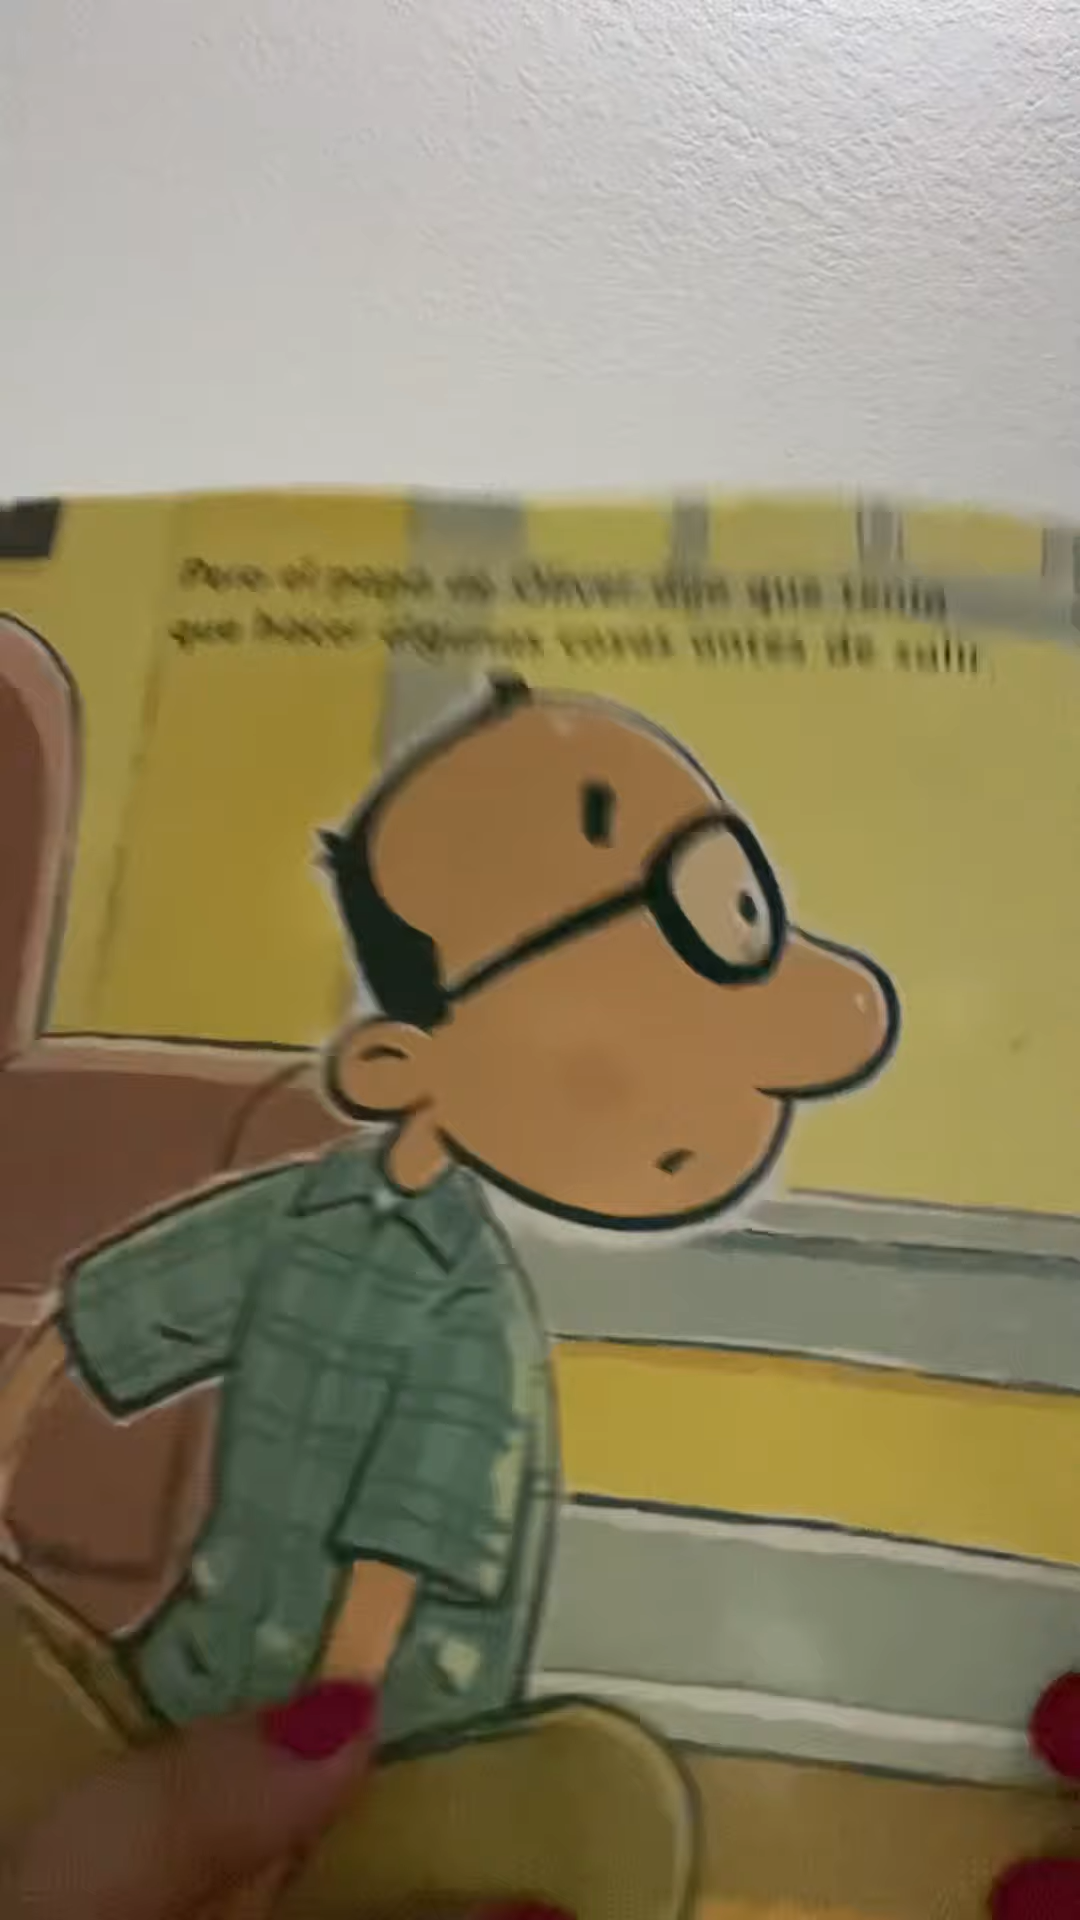 Pero el papá de Oliver dijo que tenía
que hacer algunas cosas antes de salir.